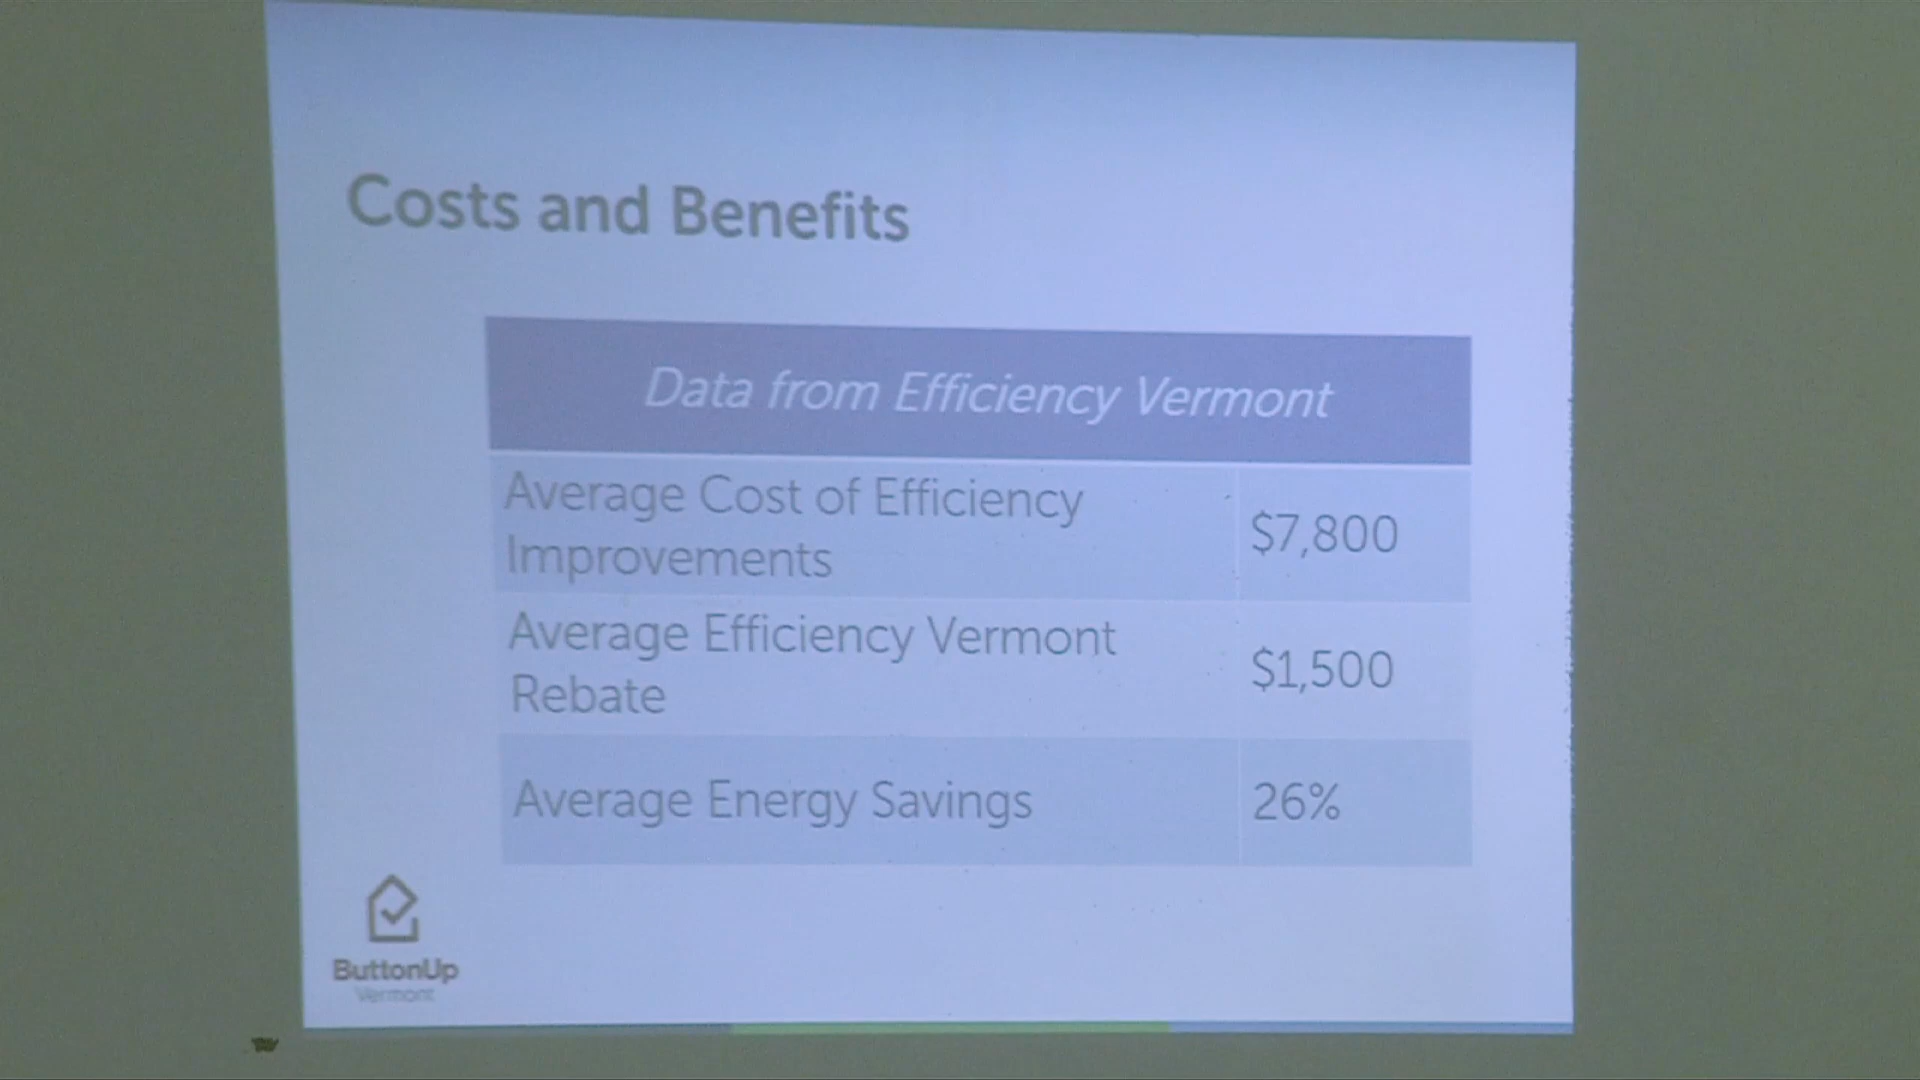 Costs and Benefits
Data from Efficiency Vermont
Average Cost of Efficiency
Improvements
$7,800
Average Efficiency Vermont
Rebate
$1,500
Average Energy Savings
26%
ButtonUp
Vermont